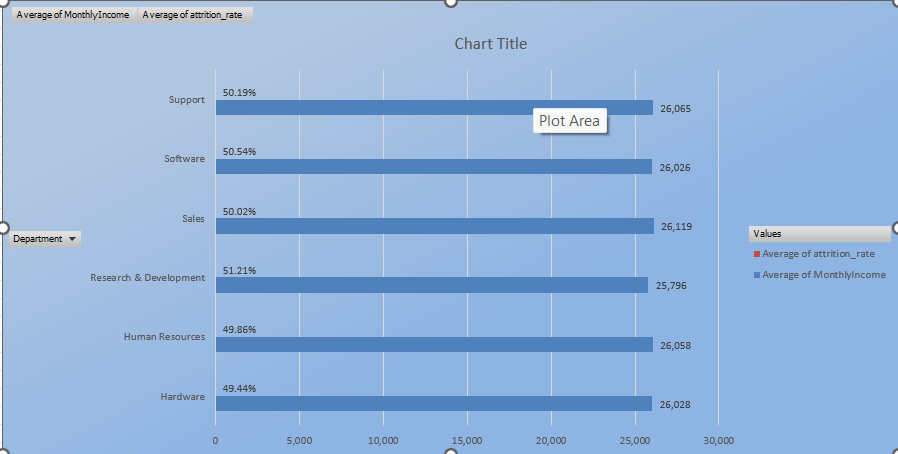 Average of MonthlyIncome Average of attrition_rate
Chart Title
50.19%
Support
26,065
Plot Area
50.54%
Software
26,026
50.02%
Sales
26,119
Department
Values
Average of attrition_rate
Average of MonthlyIncome
51.21%
Research & Development
25,796
49.86%
Human Resources
26,058
49.44%
Hardware
26,028
0 5,000 10,000 15,000 20,000 25,000 30,000